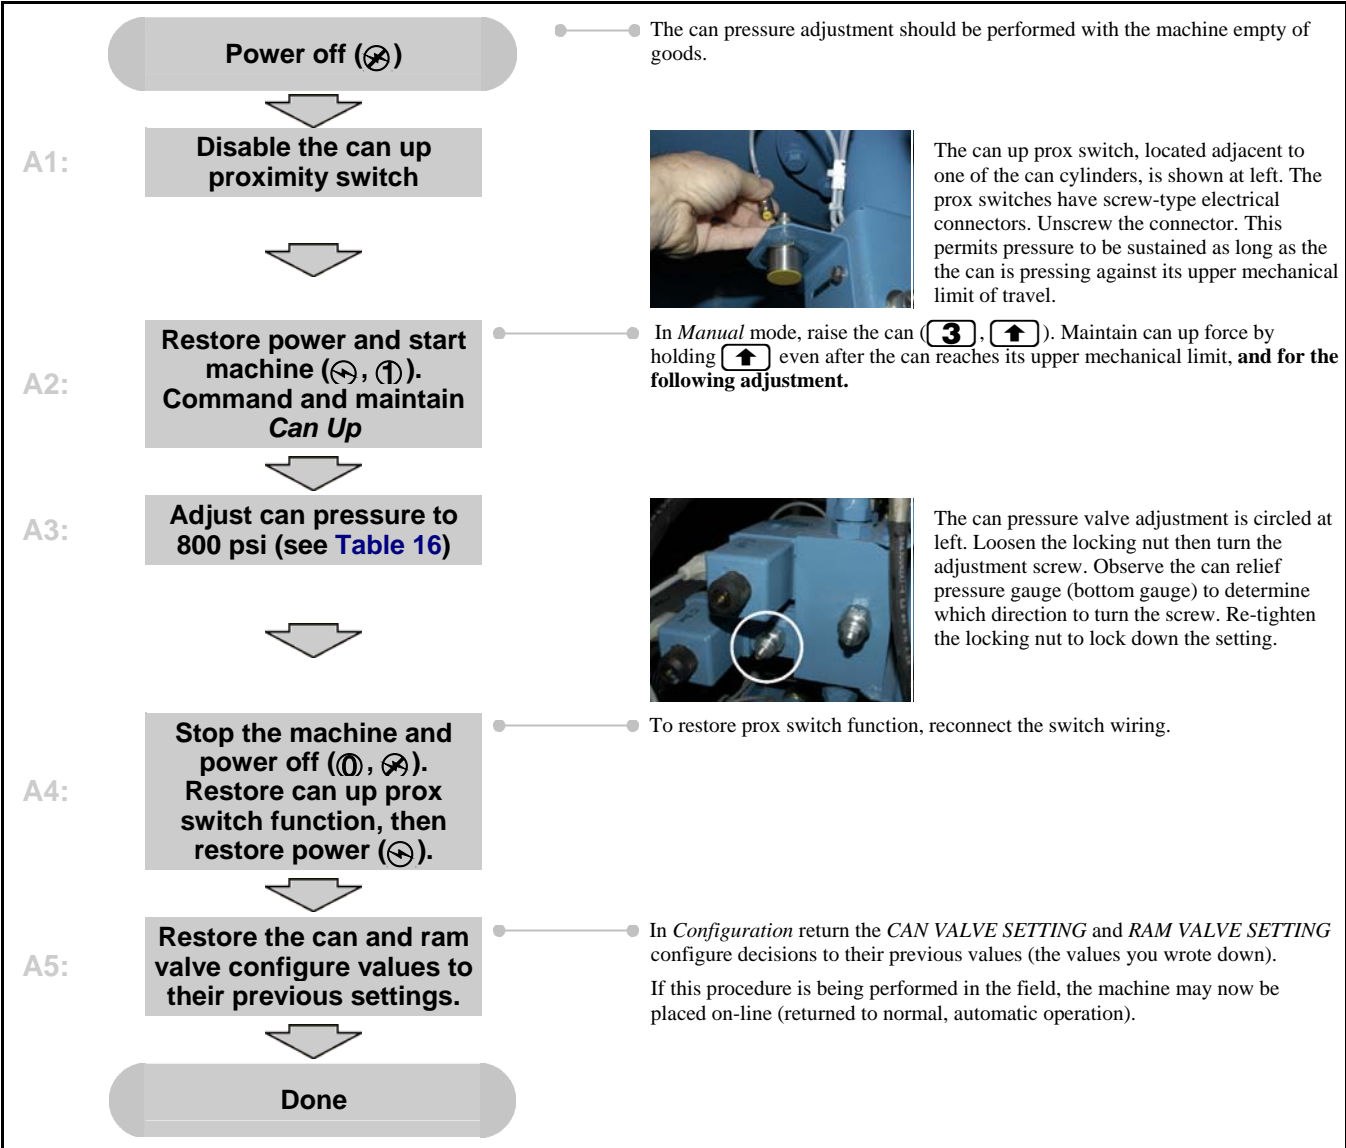 Power off ( )
The can pressure adjustment should be performed with the machine empty of
goods.
A1:
Disable the can up
proximity switch
The can up prox switch, located adjacent to
one of the can cylinders, is shown at left. The
prox switches have screw-type electrical
connectors. Unscrew the connector. This
permits pressure to be sustained as long as the
the can is pressing against its upper mechanical
limit of travel.
A2:
Restore power and start
machine ( , 1).
Command and maintain
Can Up
In Manual mode, raise the can ( 3 , ⬆ ). Maintain can up force by
holding ⬆ even after the can reaches its upper mechanical limit, and for the
following adjustment.
A3:
Adjust can pressure to
800 psi (see Table 16)
The can pressure valve adjustment is circled at
left. Loosen the locking nut then turn the
adjustment screw. Observe the can relief
pressure gauge (bottom gauge) to determine
which direction to turn the screw. Re-tighten
the locking nut to lock down the setting.
A4:
Stop the machine and
power off (0, ).
Restore can up prox
switch function, then
restore power ( ).
To restore prox switch function, reconnect the switch wiring.
A5:
Restore the can and ram
valve configure values to
their previous settings.
In Configuration return the CAN VALVE SETTING and RAM VALVE SETTING
configure decisions to their previous values (the values you wrote down).
If this procedure is being performed in the field, the machine may now be
placed on-line (returned to normal, automatic operation).
Done